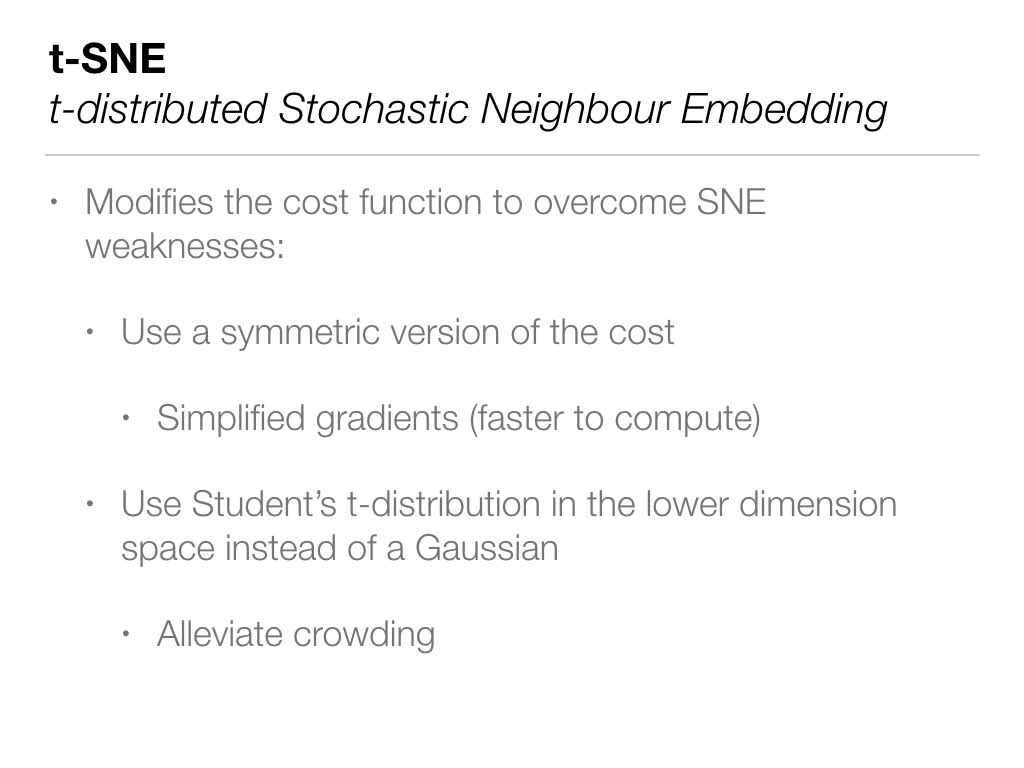 t-SNE
t-distributed Stochastic Neighbour Embedding
• Modifies the cost function to overcome SNE
weaknesses:
• Use a symmetric version of the cost
• Simplified gradients (faster to compute)
• Use Student’s t-distribution in the lower dimension
space instead of a Gaussian
• Alleviate crowding